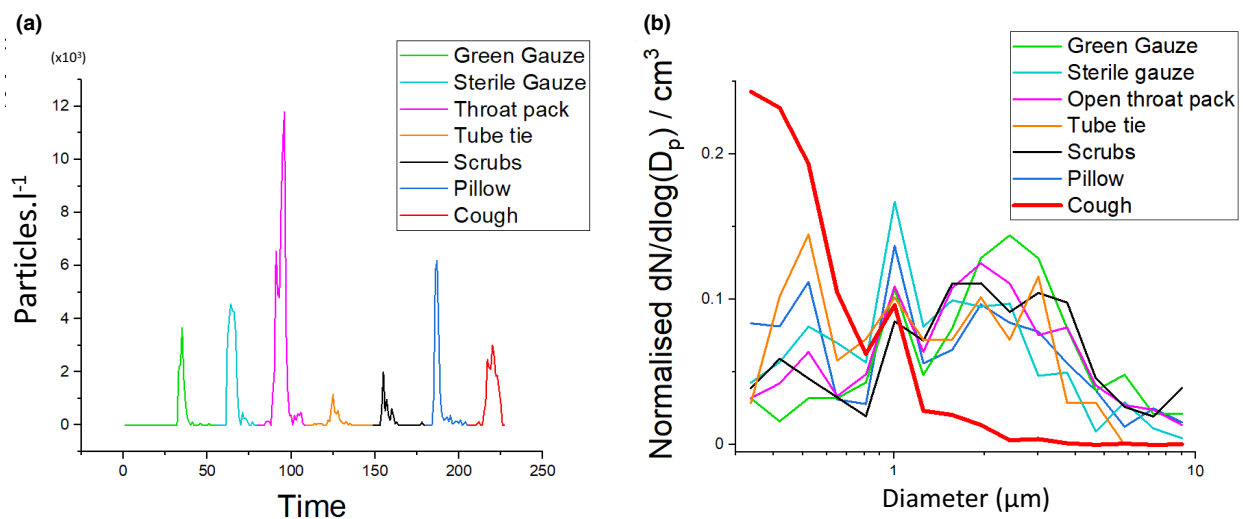 (a)
(x10³)
Particles.l⁻¹
12
10
8
6
4
2
0
0 50 100 150 200 250
Time
Green Gauze
Sterile Gauze
Throat pack
Tube tie
Scrubs
Pillow
Cough
(b)
Normalised dN/dlog(Dₚ) / cm³
0.2
0.1
0
1 10
Diameter (μm)
Green Gauze
Sterile gauze
Open throat pack
Tube tie
Scrubs
Pillow
Cough